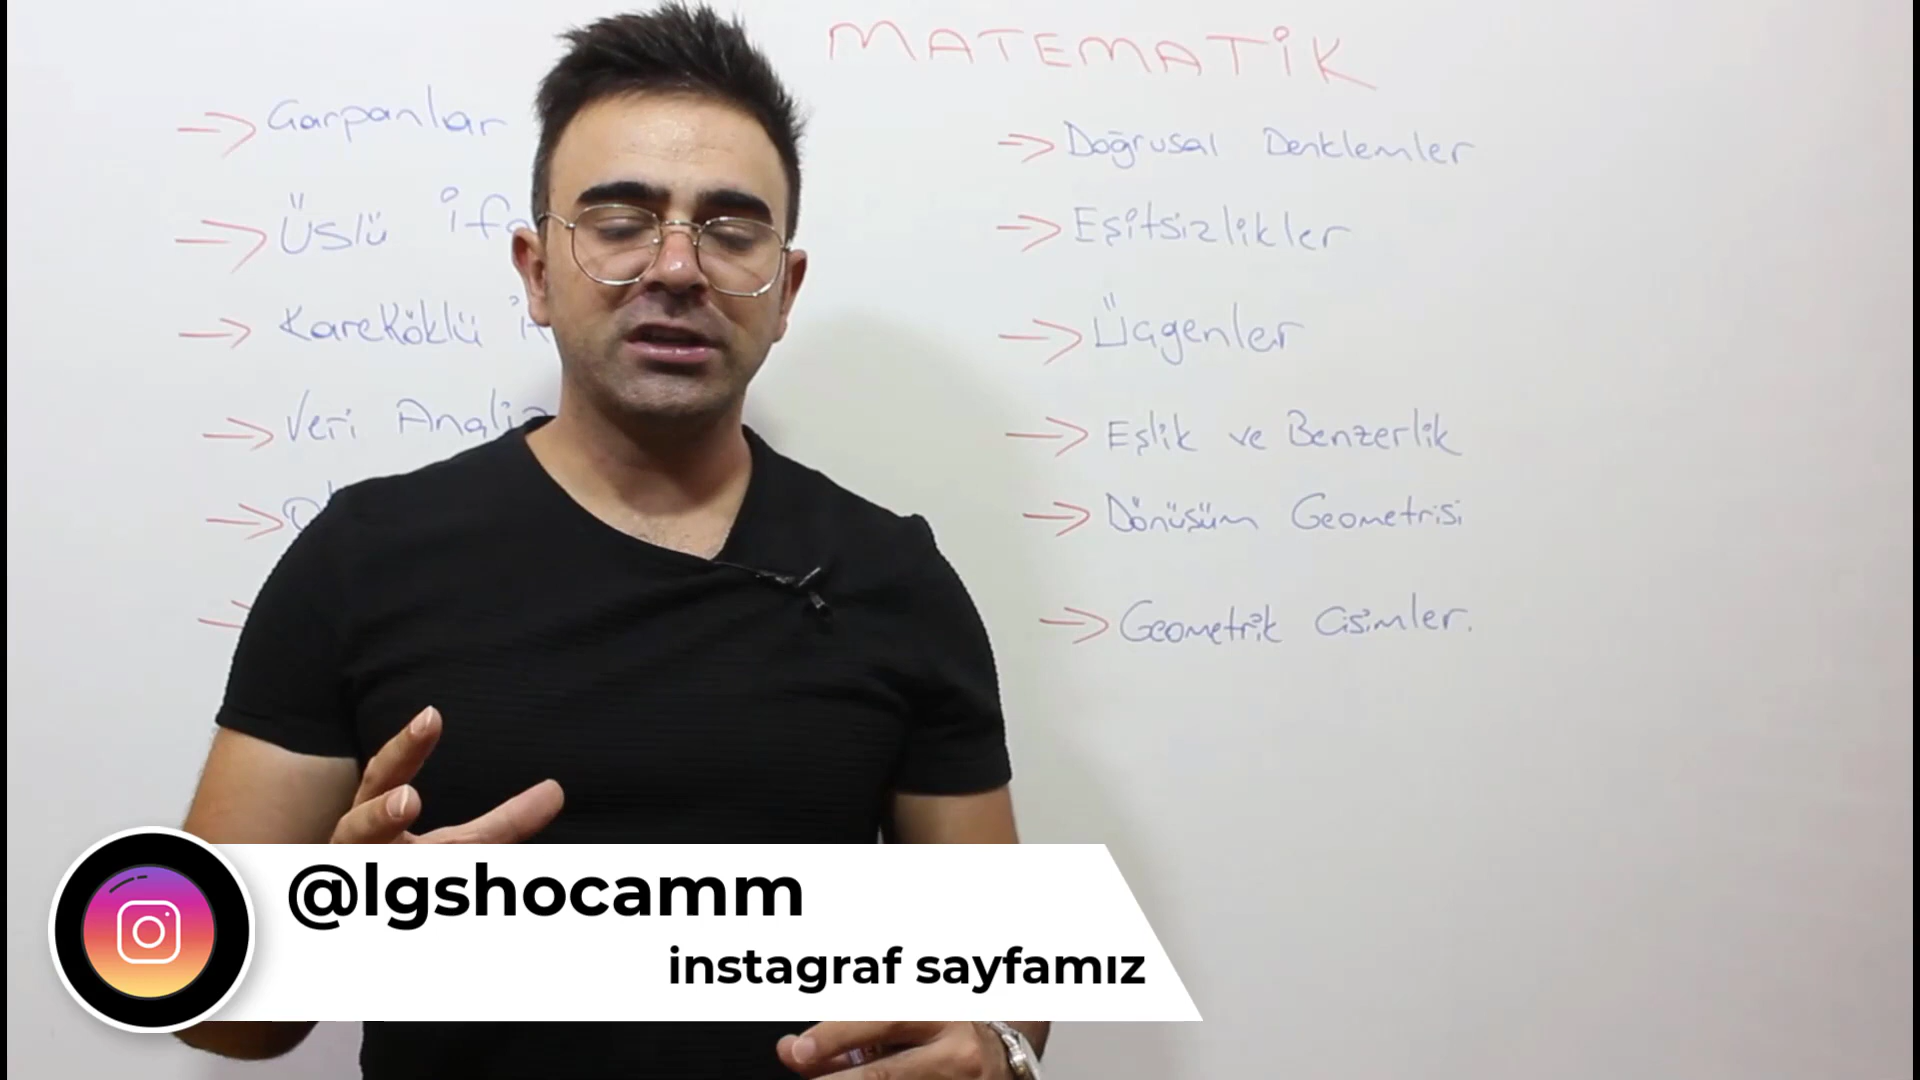 MATEMATİK
→ Çarpanlar
→ Üslü
→ Kareköklü
→ Veri
→ Doğrusal Denklemler
→ Eşitsizlikler
→ Üçgenler
→ Eşlik ve Benzerlik
→ Dönüşüm Geometrisi
→ Geometrik Cisimler.
@lgshocamm
instagraf sayfamız